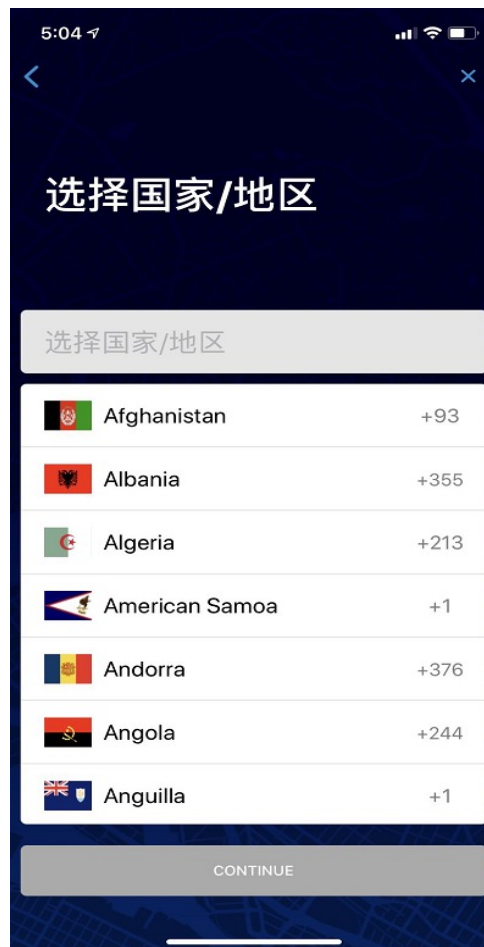 5:04
选择国家/地区
选择国家/地区
Afghanistan +93
Albania +355
Algeria +213
American Samoa +1
Andorra +376
Angola +244
Anguilla +1
CONTINUE